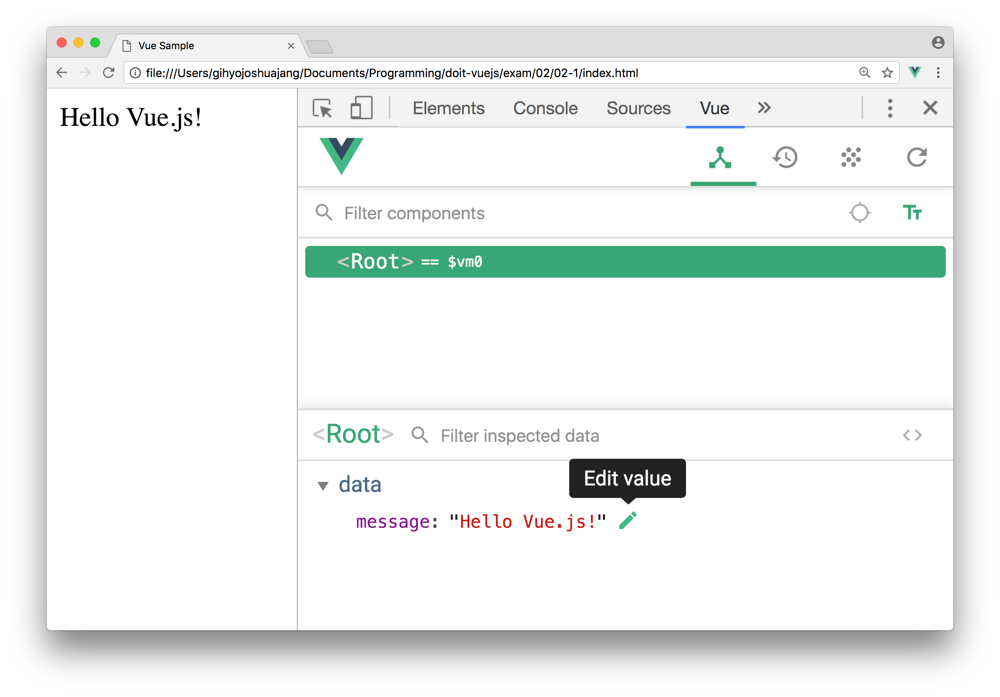 Vue Sample
file:///Users/gihyojoshuajang/Documents/Programming/doit-vuejs/exam/02/02-1/index.html
Hello Vue.js!
Elements Console Sources Vue
Filter components
<Root> == $vm0
<Root> Filter inspected data
Edit value
data
message: "Hello Vue.js!"